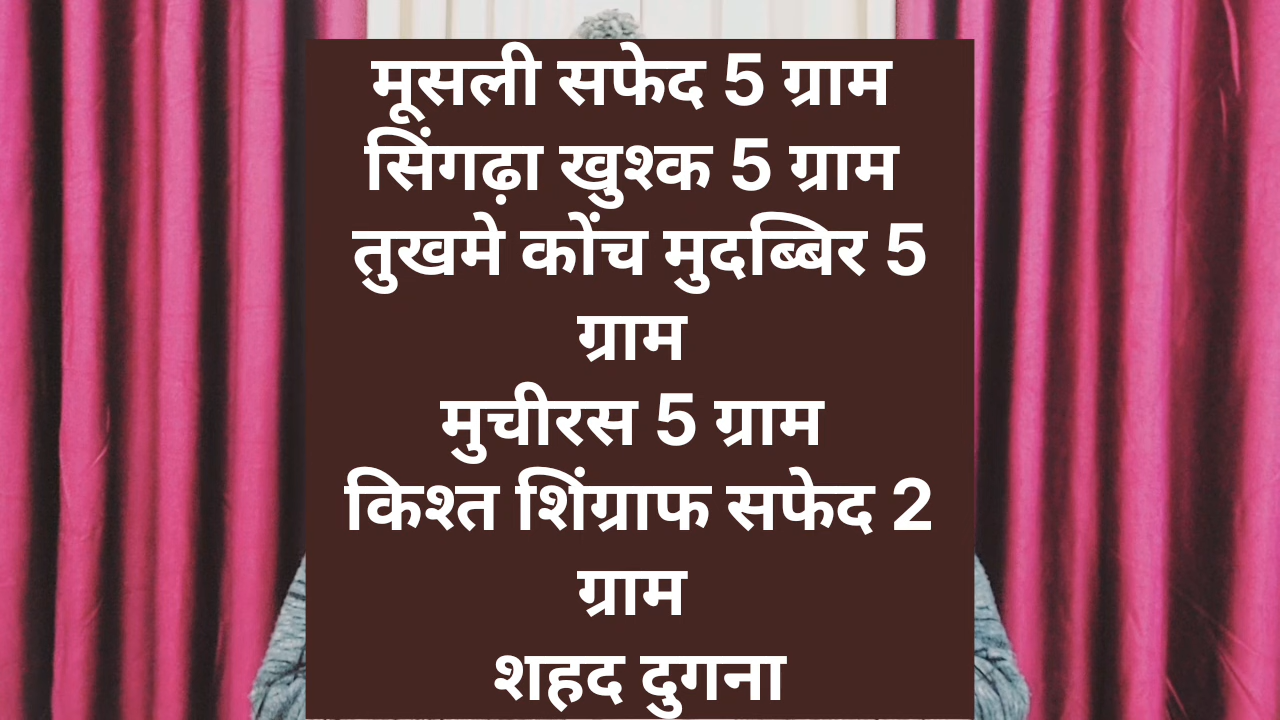 मूसली सफेद 5 ग्राम
सिंगढ़ा खुश्क 5 ग्राम
तुखमे कोंच मुदब्बिर 5
ग्राम
मुचीरस 5 ग्राम
किश्त शिंग्राफ सफेद 2
ग्राम
शहद दुगना